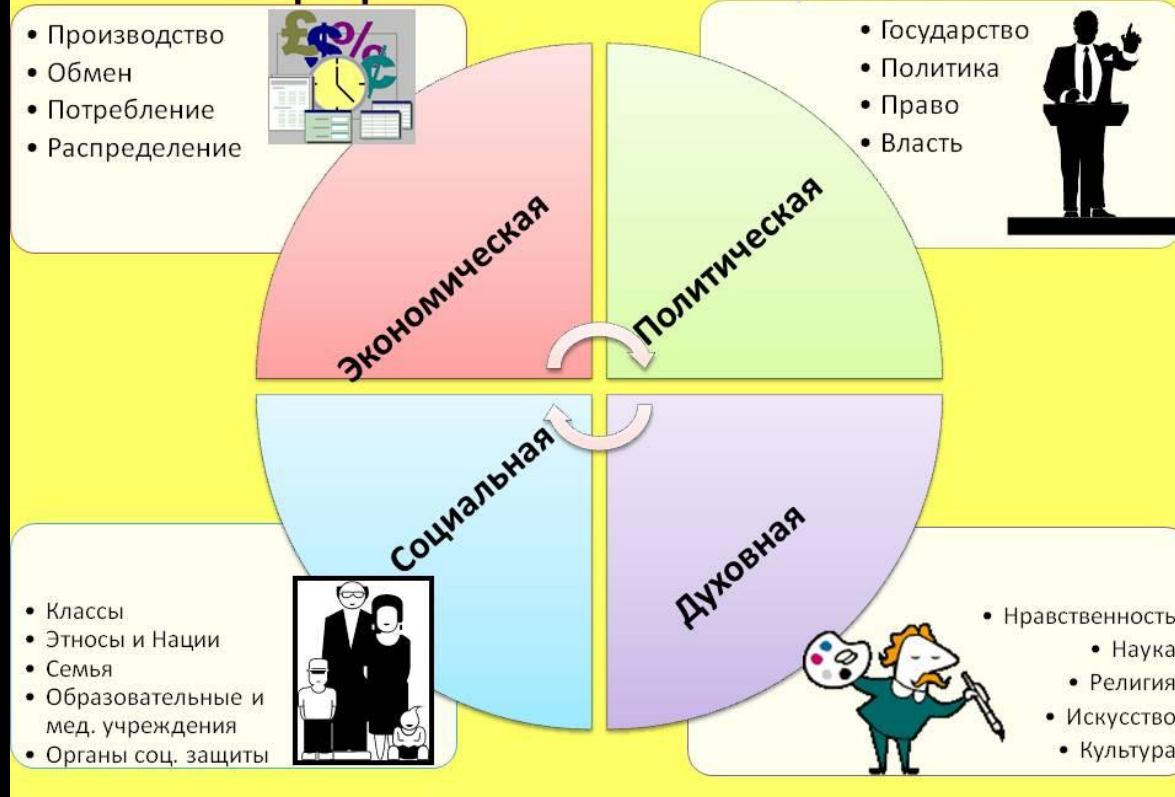 • Производство
• Обмен
• Потребление
• Распределение
• Государство
• Политика
• Право
• Власть
Экономическая
Политическая
Социальная
Духовная
• Классы
• Этносы и Нации
• Семья
• Образовательные и
мед. учреждения
• Органы соц. защиты
• Нравственность
• Наука
• Религия
• Искусство
• Культура